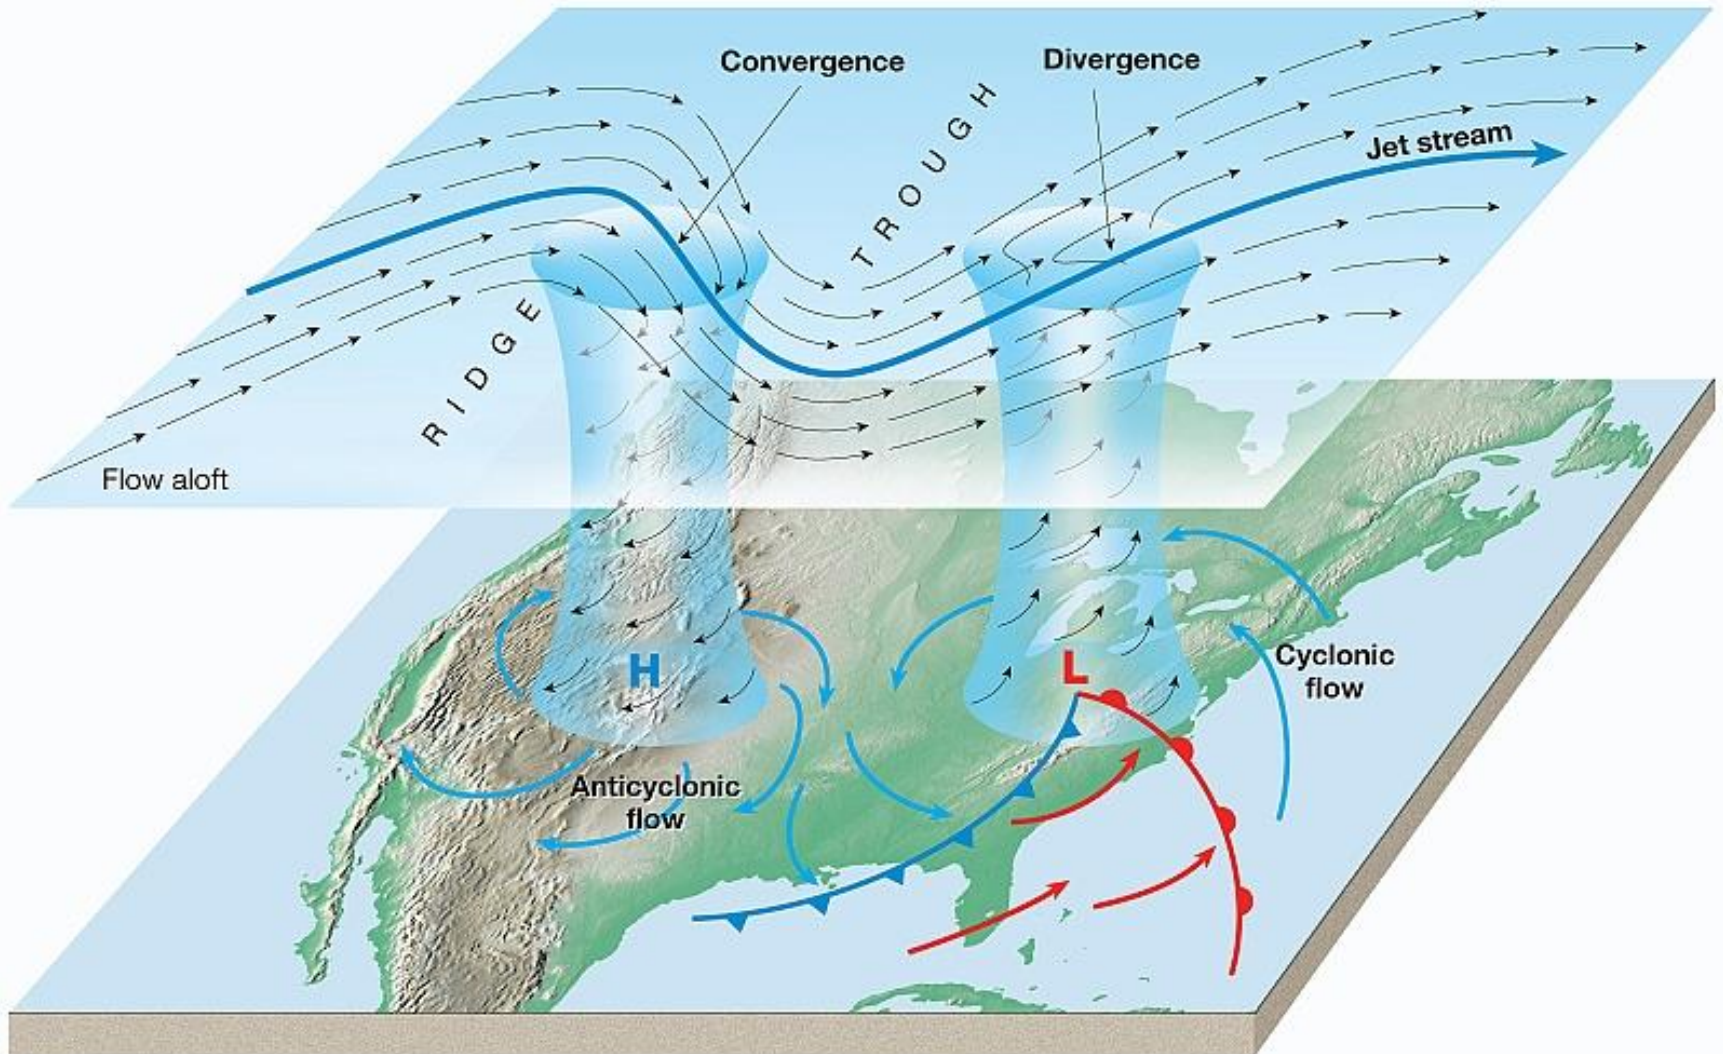 Convergence
Divergence
TROUGH
Jet stream
RIDGE
Flow aloft
H
L
Cyclonic
flow
Anticyclonic
flow